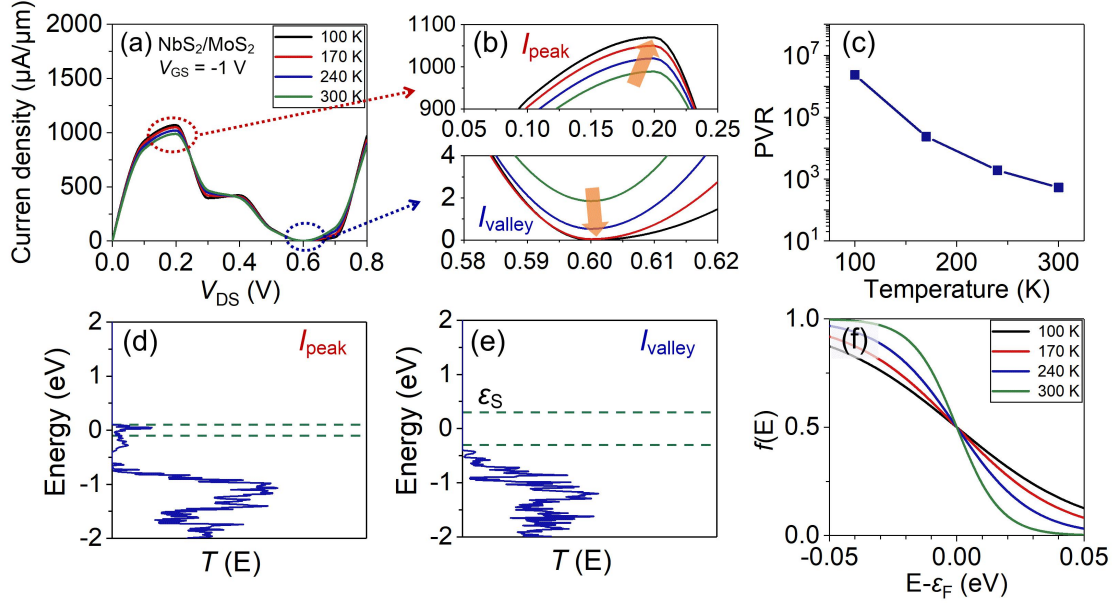 (a) NbS2/MoS2
VGS = -1 V
100 K
170 K
240 K
300 K
Curren density (μA/μm)
2000
1500
1000
500
0
0.0 0.2 0.4 0.6 0.8
VDS (V)
(b) Ipeak
1100
1000
900
0.05 0.10 0.15 0.20 0.25
4
2
0
Ivalley
0.58 0.59 0.60 0.61 0.62
(c)
PVR
10^7
10^5
10^3
10^1
100 200 300
Temperature (K)
(d) Ipeak
Energy (eV)
2
1
0
-1
-2
T (E)
(e) Ivalley
εS
Energy (eV)
2
1
0
-1
-2
T (E)
(f)
100 K
170 K
240 K
300 K
f(E)
1.0
0.5
0.0
-0.05 0.00 0.05
E-εF (eV)